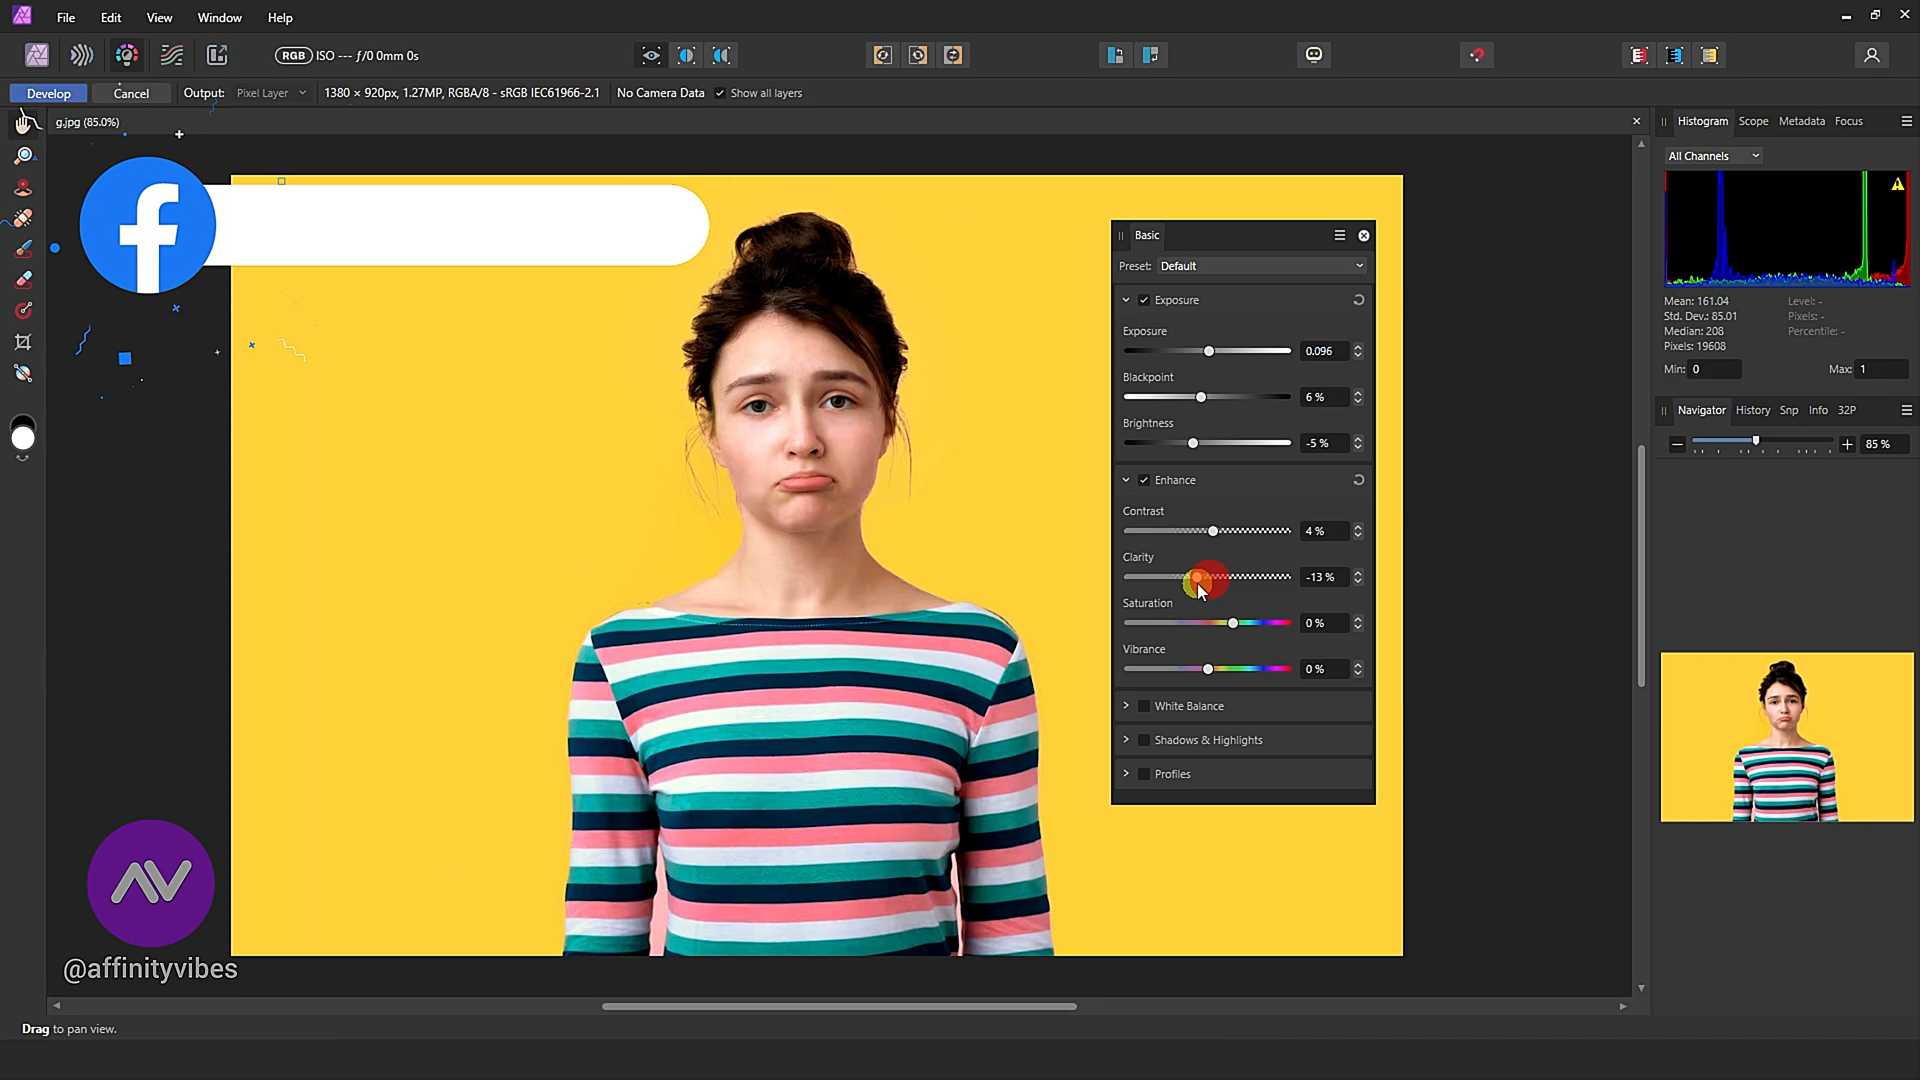 File Edit View Window Help
RGB ISO --- ƒ/0 0mm 0s
Develop Cancel Output: Pixel Layer 1380 × 920px, 1.27MP, RGBA/8 - sRGB IEC61966-2.1 No Camera Data Show all layers
g.jpg (85.0%)
Histogram Scope Metadata Focus
All Channels
Mean: 161.04
Std. Dev.: 85.01
Median: 208
Pixels: 19608
Level: -
Pixels: -
Percentile: -
Min: 0 Max: 1
Navigator History Snp Info 32P
85 %
Basic
Preset: Default
Exposure
Exposure
0.096
Blackpoint
6 %
Brightness
-5 %
Enhance
Contrast
4 %
Clarity
-13 %
Saturation
0 %
Vibrance
0 %
White Balance
Shadows & Highlights
Profiles
@affinityvibes
Drag to pan view.